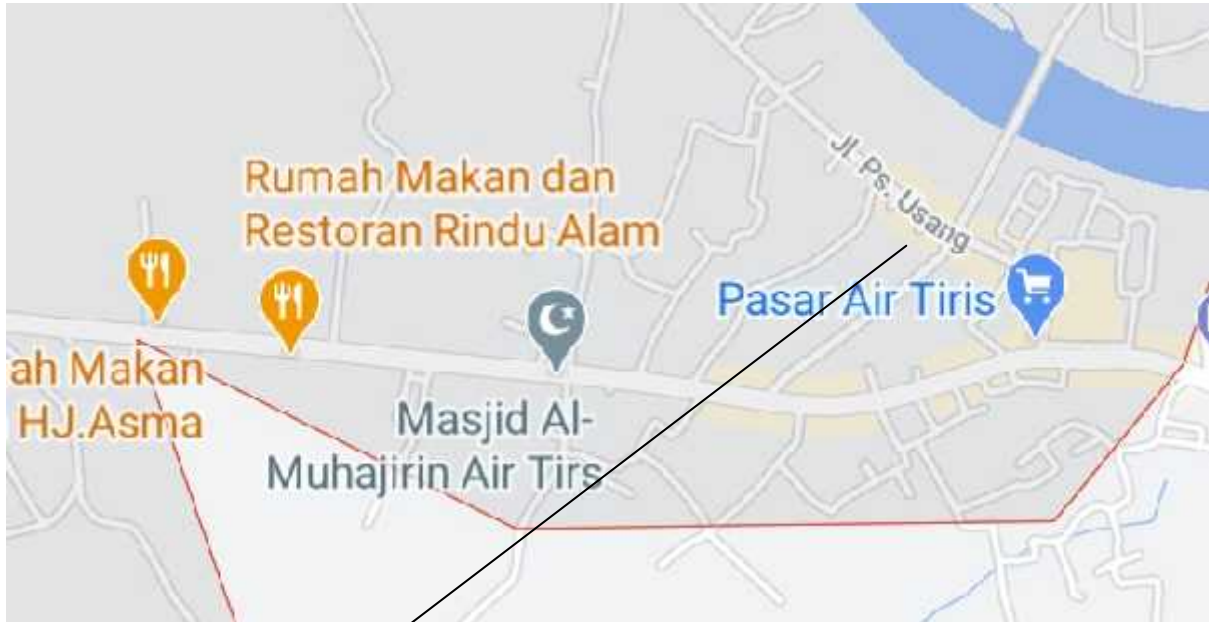 Jl. Ps. Usang
Rumah Makan dan
Restoran Rindu Alam
Pasar Air Tiris
ah Makan
HJ.Asma
Masjid Al-
Muhajirin Air Tirs